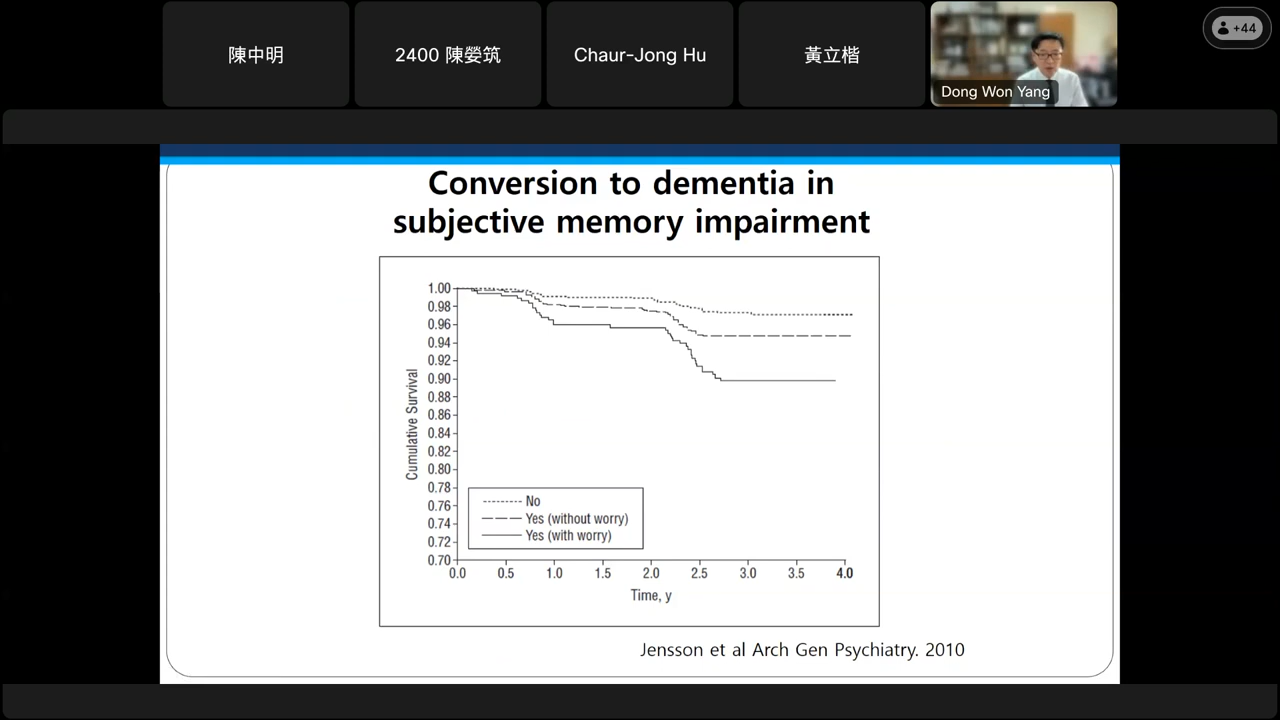 陳中明
2400 陳嫈筑
Chaur-Jong Hu
黃立楷
Dong Won Yang
+44
Conversion to dementia in
subjective memory impairment
Cumulative Survival
1.00
0.98
0.96
0.94
0.92
0.90
0.88
0.86
0.84
0.82
0.80
0.78
0.76
0.74
0.72
0.70
No
Yes (without worry)
Yes (with worry)
0.0 0.5 1.0 1.5 2.0 2.5 3.0 3.5 4.0
Time, y
Jensson et al Arch Gen Psychiatry. 2010